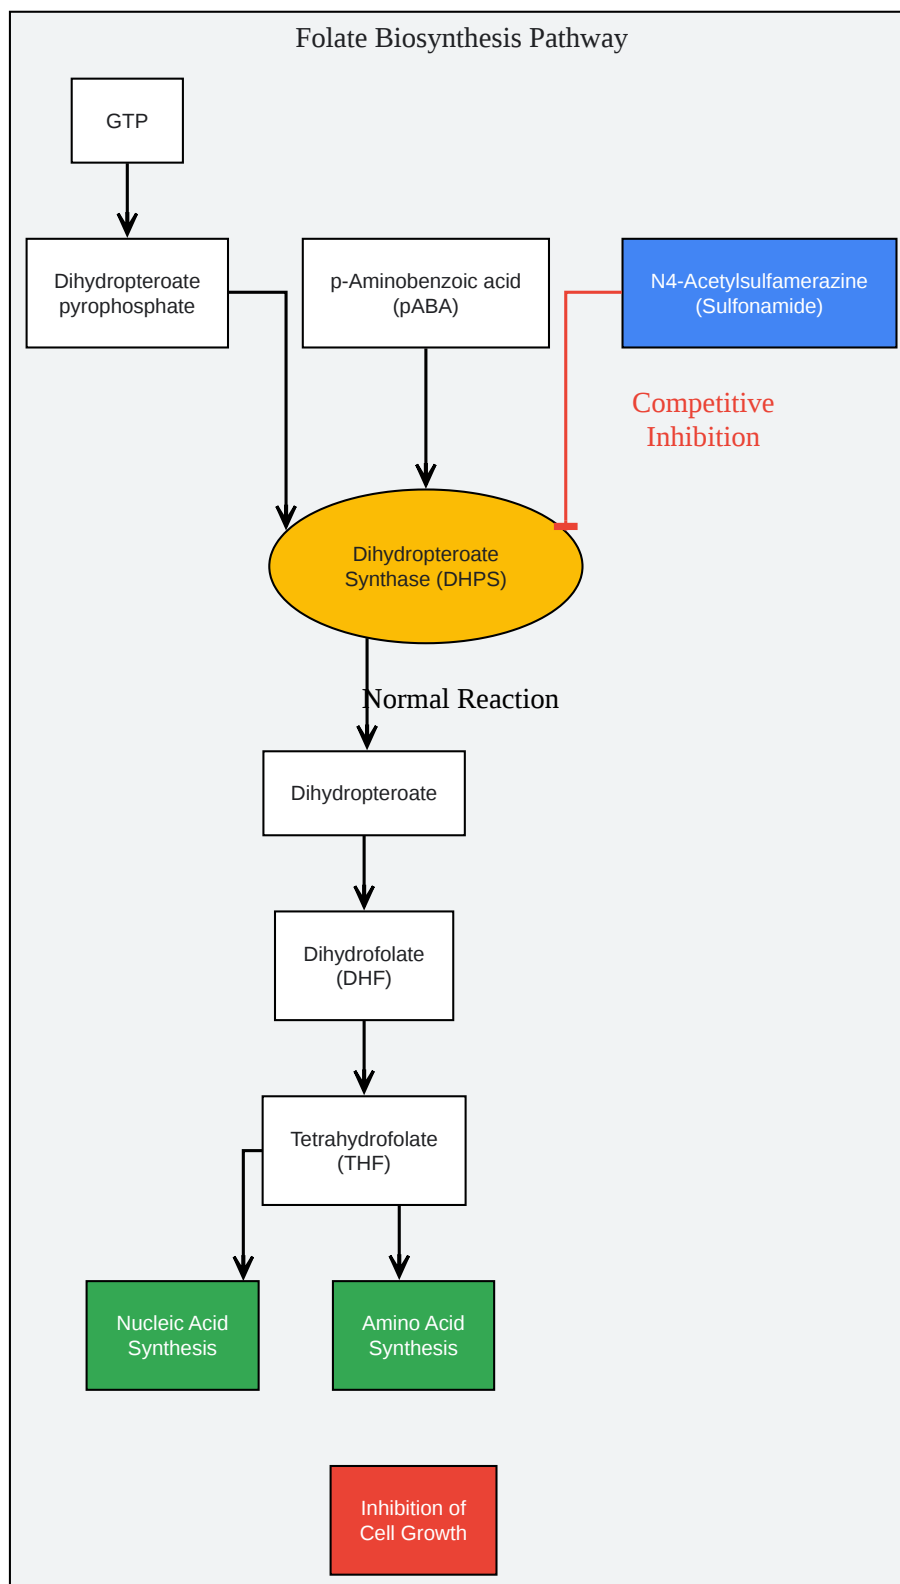 Folate Biosynthesis Pathway
GTP
Dihydropteroate
pyrophosphate
p-Aminobenzoic acid
(pABA)
N4-Acetylsulfamerazine
(Sulfonamide)
Competitive
Inhibition
Dihydropteroate
Synthase (DHPS)
Normal Reaction
Dihydropteroate
Dihydrofolate
(DHF)
Tetrahydrofolate
(THF)
Nucleic Acid
Synthesis
Amino Acid
Synthesis
Inhibition of
Cell Growth